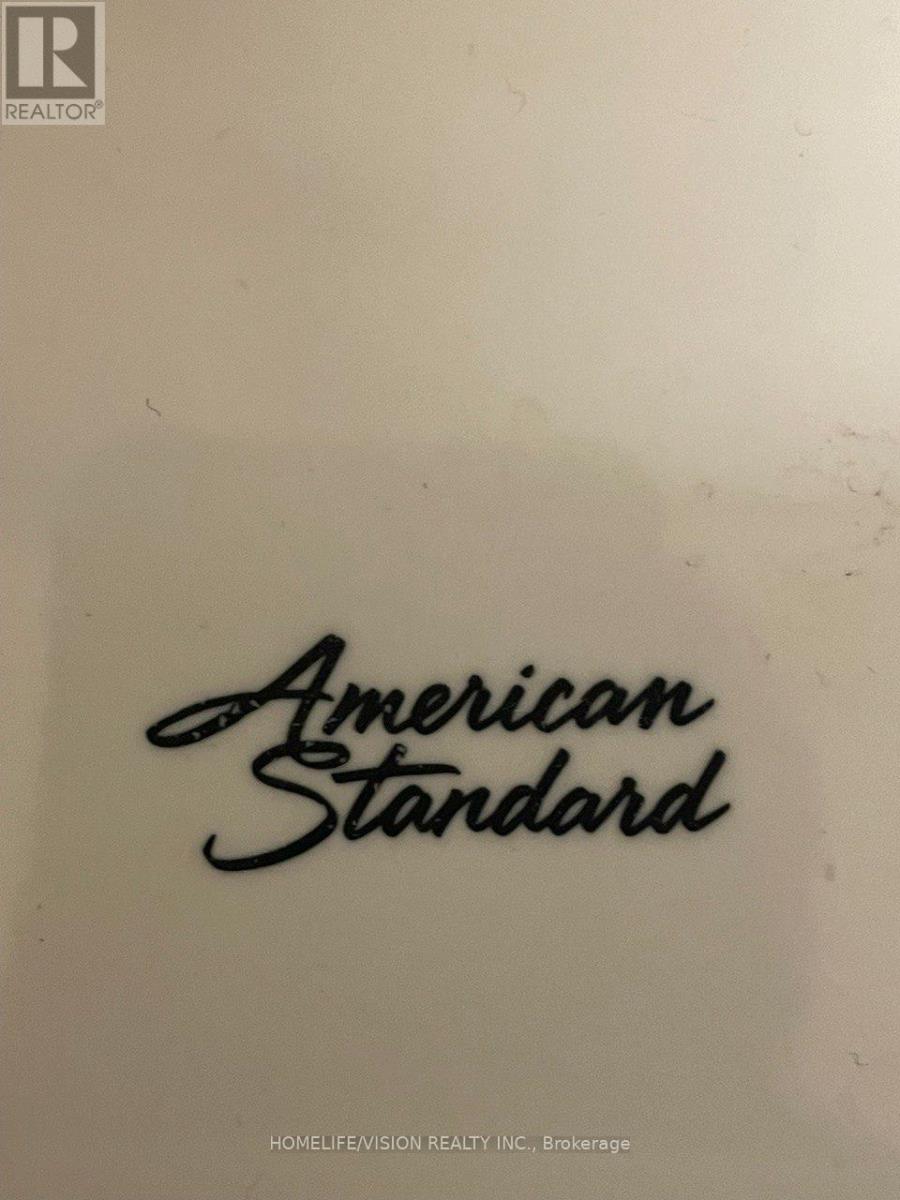 REALTOR®
American
Standard
HOMELIFE/VISION REALTY INC., Brokerage